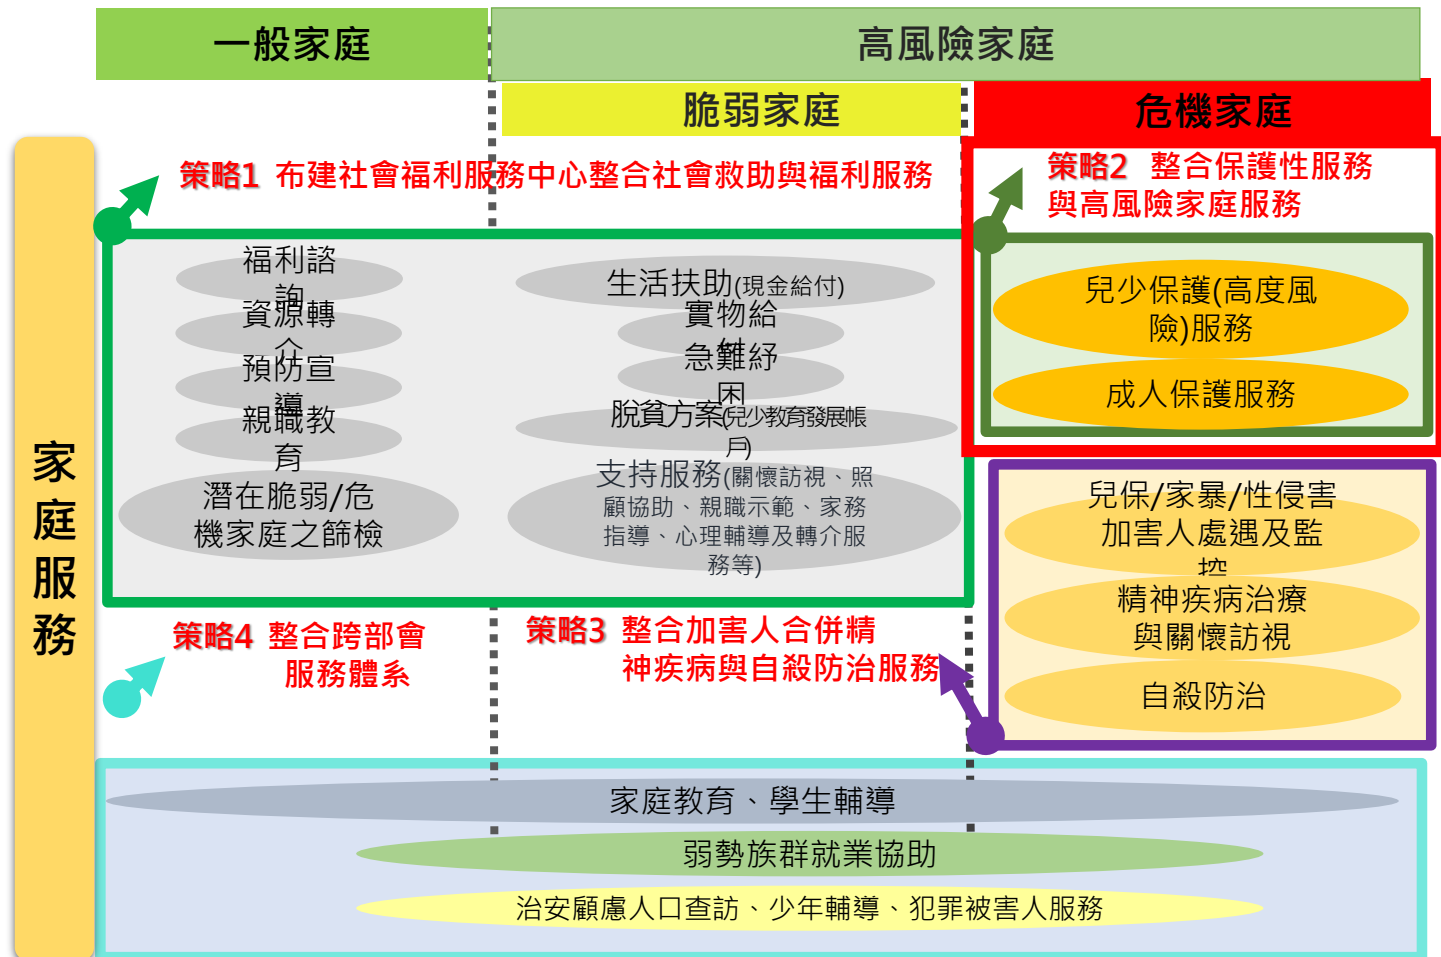 一般家庭
高風險家庭
脆弱家庭
危機家庭
家庭服務
策略1 布建社會福利服務中心整合社會救助與福利服務
策略2 整合保護性服務
與高風險家庭服務
福利諮
詢
資源轉
介
預防宣
導
親職教
育
潛在脆弱/危
機家庭之篩檢
生活扶助(現金給付)
實物給
付
急難紓
困
脫貧方案(兒少教育發展帳
戶)
支持服務(關懷訪視、照
顧協助、親職示範、家務
指導、心理輔導及轉介服
務等)
兒少保護(高度風
險)服務
成人保護服務
兒保/家暴/性侵害
加害人處遇及監
控
精神疾病治療
與關懷訪視
自殺防治
策略4 整合跨部會
服務體系
策略3 整合加害人合併精
神疾病與自殺防治服務
家庭教育、學生輔導
弱勢族群就業協助
治安顧慮人口查訪、少年輔導、犯罪被害人服務